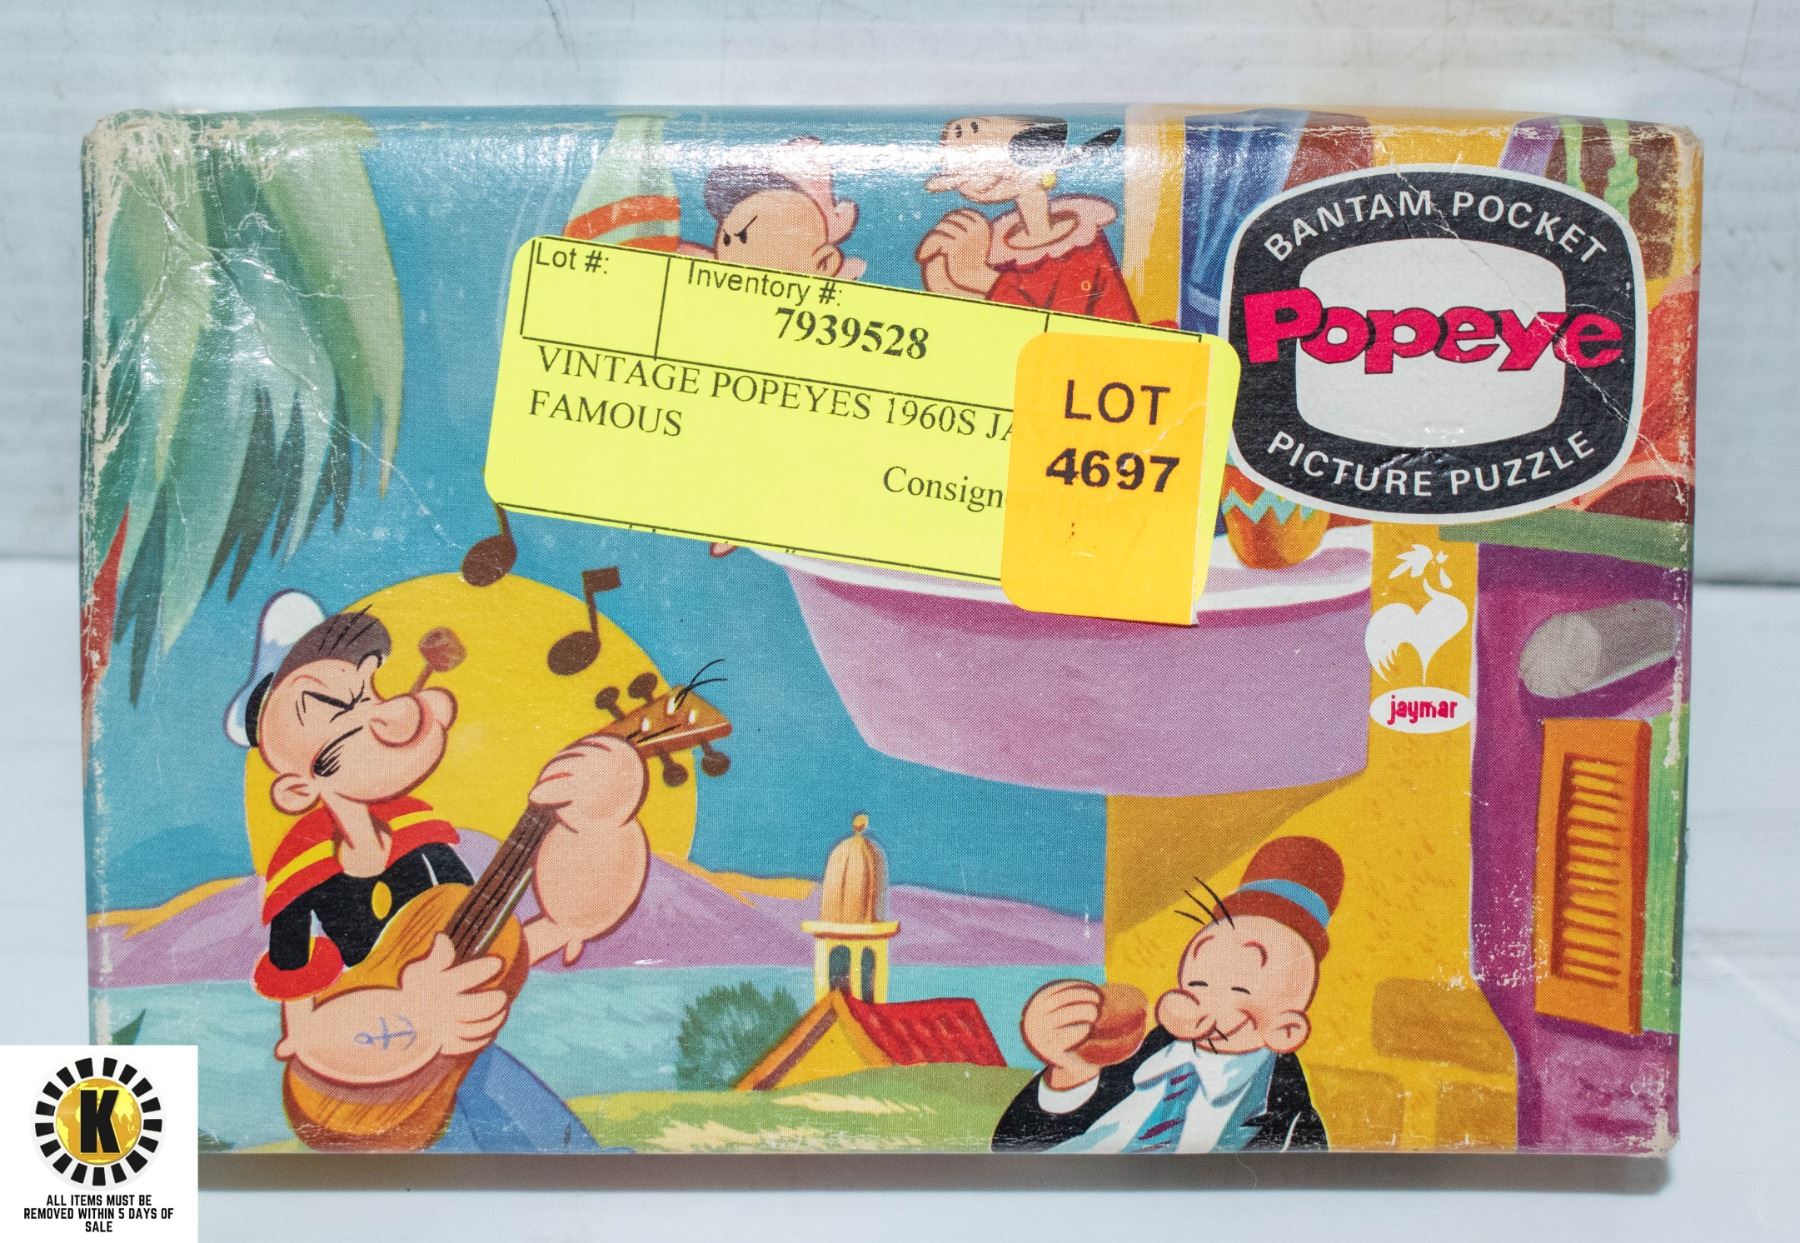 Lot #:
Inventory #:
7939528
VINTAGE POPEYES 1960S JA
FAMOUS
Consign
LOT
4697
BANTAM POCKET
Popeye
PICTURE PUZZLE
jaymar
K
ALL ITEMS MUST BE
REMOVED WITHIN 5 DAYS OF
SALE